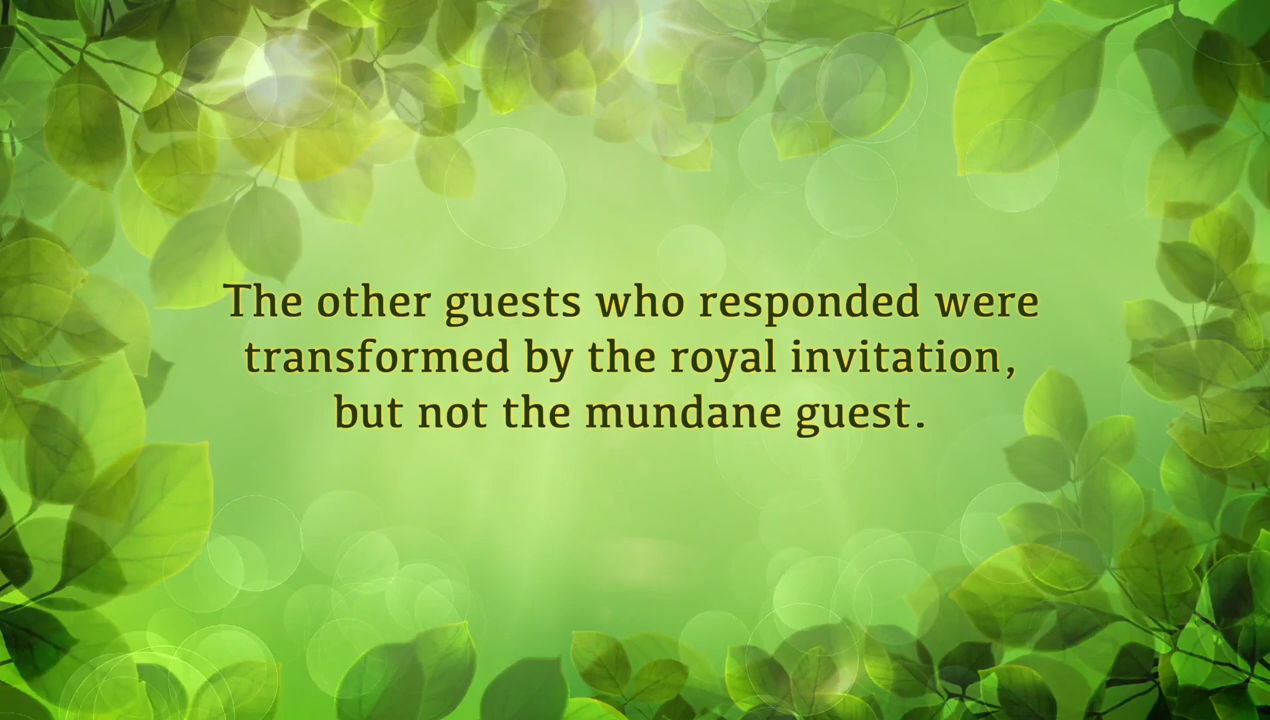 The other guests who responded were
transformed by the royal invitation,
but not the mundane guest.